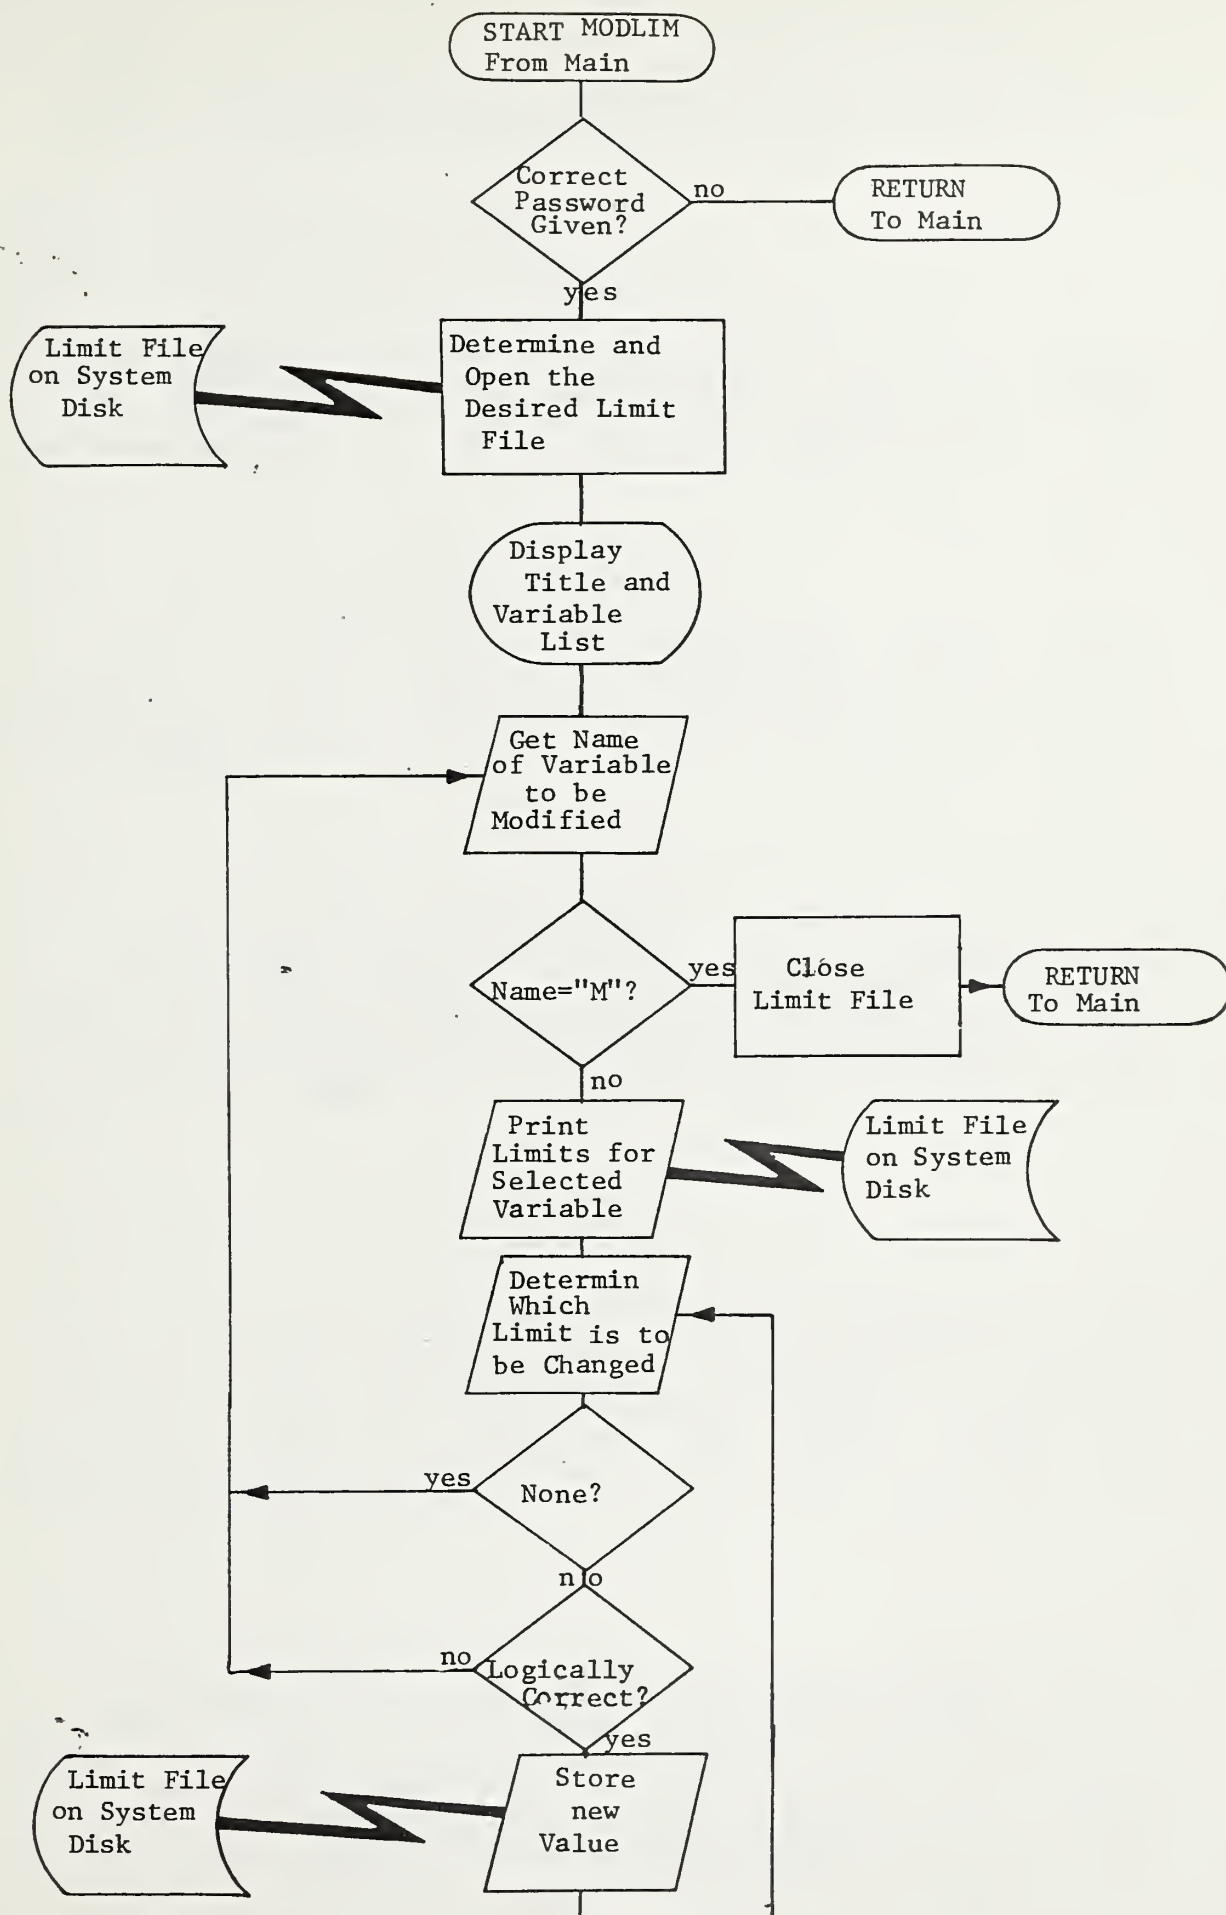 START MODLIM
From Main
Correct
Password
Given?
no
RETURN
To Main
yes
Limit File
on System
Disk
Determine and
Open the
Desired Limit
File
Display
Title and
Variable
List
Get Name
of Variable
to be
Modified
Name="M"?
yes
Close
Limit File
RETURN
To Main
no
Print
Limits for
Selected
Variable
Limit File
on System
Disk
Determin
Which
Limit is to
be Changed
yes
None?
no
no
Logically
Correct?
yes
Limit File
on System
Disk
Store
new
Value